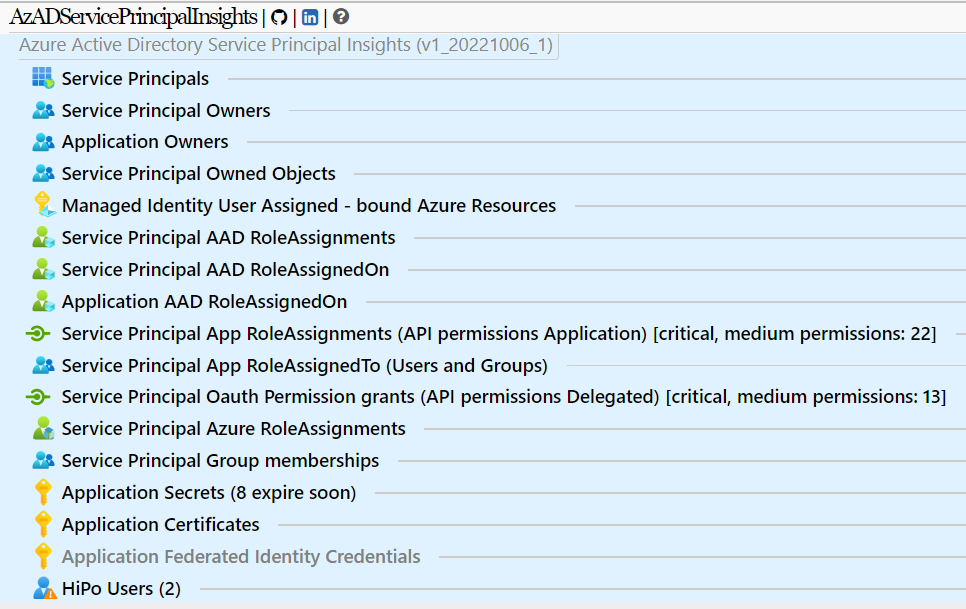 AzADServicePrincipalInsights | | in | ?
Azure Active Directory Service Principal Insights (v1_20221006_1)
Service Principals
Service Principal Owners
Application Owners
Service Principal Owned Objects
Managed Identity User Assigned - bound Azure Resources
Service Principal AAD RoleAssignments
Service Principal AAD RoleAssignedOn
Application AAD RoleAssignedOn
Service Principal App RoleAssignments (API permissions Application) [critical, medium permissions: 22]
Service Principal App RoleAssignedTo (Users and Groups)
Service Principal Oauth Permission grants (API permissions Delegated) [critical, medium permissions: 13]
Service Principal Azure RoleAssignments
Service Principal Group memberships
Application Secrets (8 expire soon)
Application Certificates
Application Federated Identity Credentials
HiPo Users (2)